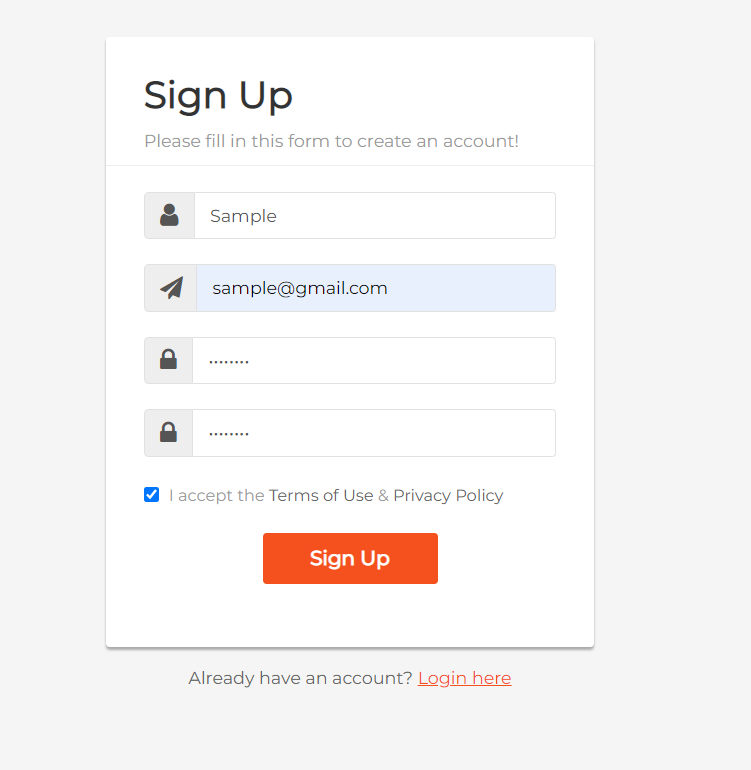 Sign Up
Please fill in this form to create an account!
Sample
sample@gmail.com
••••••••
••••••••
I accept the Terms of Use & Privacy Policy
Sign Up
Already have an account? Login here